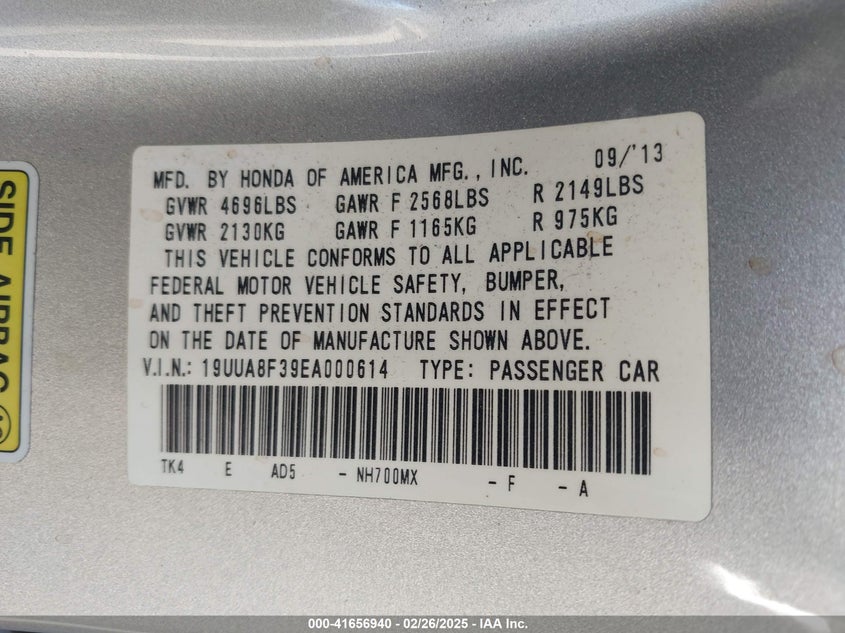 MFD. BY HONDA OF AMERICA MFG., INC. 09/'13
GVWR 4696LBS GAWR F 2568LBS R 2149LBS
GVWR 2130KG GAWR F 1165KG R 975KG
THIS VEHICLE CONFORMS TO ALL APPLICABLE
FEDERAL MOTOR VEHICLE SAFETY, BUMPER,
AND THEFT PREVENTION STANDARDS IN EFFECT
ON THE DATE OF MANUFACTURE SHOWN ABOVE.
V.I.N.: 19UUA8F39EA000614 TYPE: PASSENGER CAR
TK4 E AD5 - NH700MX - F - A
SIDE AIRBAG
000-41656940 - 02/26/2025 - IAA Inc.